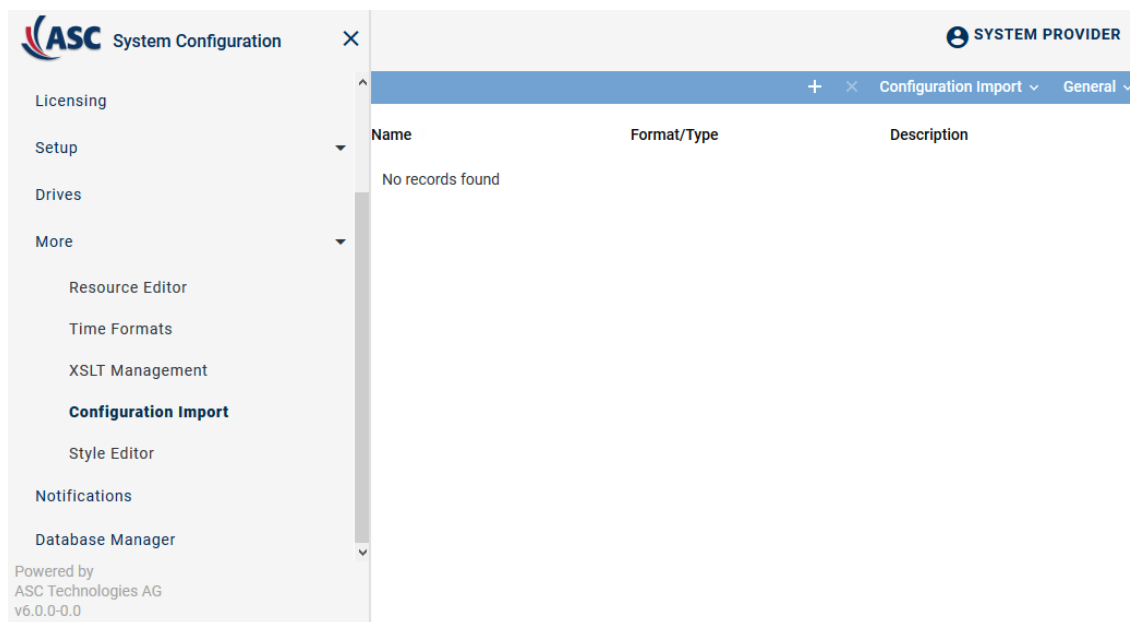 ASC System Configuration
SYSTEM PROVIDER
Configuration Import
General
Licensing
Setup
Drives
More
Resource Editor
Time Formats
XSLT Management
Configuration Import
Style Editor
Notifications
Database Manager
Powered by
ASC Technologies AG
v6.0.0-0.0
Name Format/Type Description
No records found